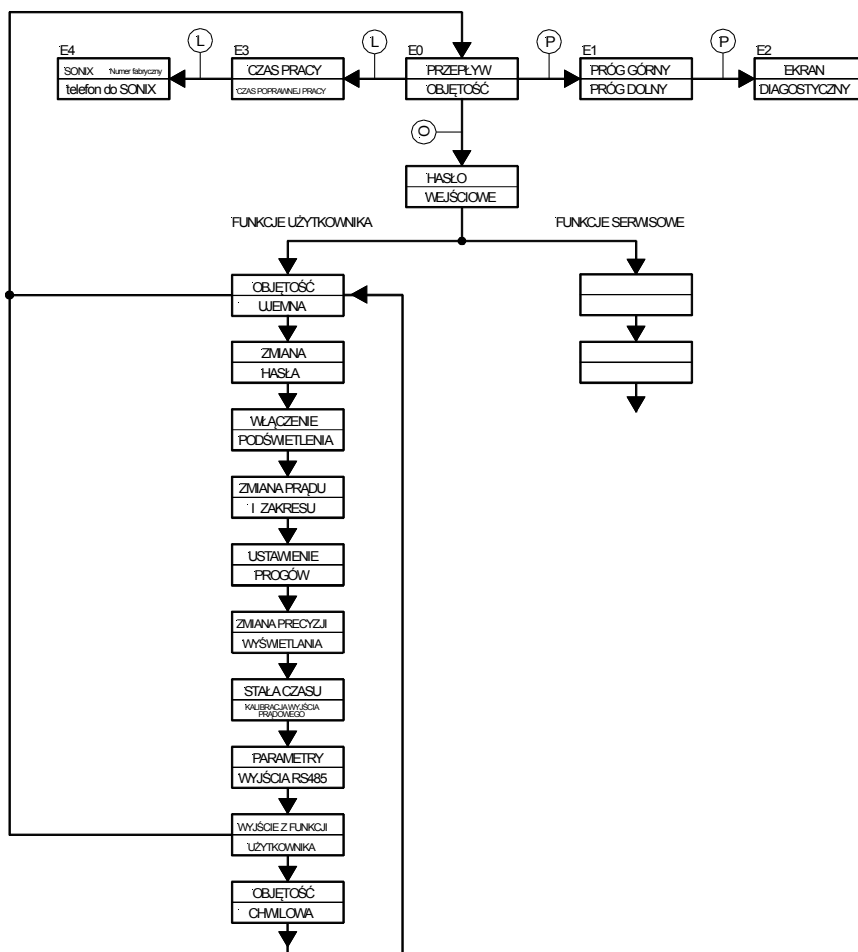 E4
E3
E0
E1
E2
L
L
P
P
SONIX Numer fabryczny
telefon do SONIX
CZAS PRACY
CZAS POPRAWNEJ PRACY
PRZEPŁYW
OBJĘTOŚĆ
PRÓG GÓRNY
PRÓG DOLNY
EKRAN
DIAGOSTYCZNY
O
HASŁO
WEJŚCIOWE
FUNKCJE UŻYTKOWNIKA
FUNKCJE SERWISOWE
OBJĘTOŚĆ
UJEMNA
ZMIANA
HASŁA
WŁĄCZENIE
PODŚWIETLENIA
ZMIANA PRĄDU
I ZAKRESU
USTAWIENIE
PROGÓW
ZMIANA PRECYZJI
WYŚWIETLANIA
STAŁA CZASU
KALIBRACJA WYJŚCIA
PRĄDOWEGO
PARAMETRY
WYJŚCIA RS485
WYJŚCIE Z FUNKCJI
UŻYTKOWNIKA
OBJĘTOŚĆ
CHWILOWA